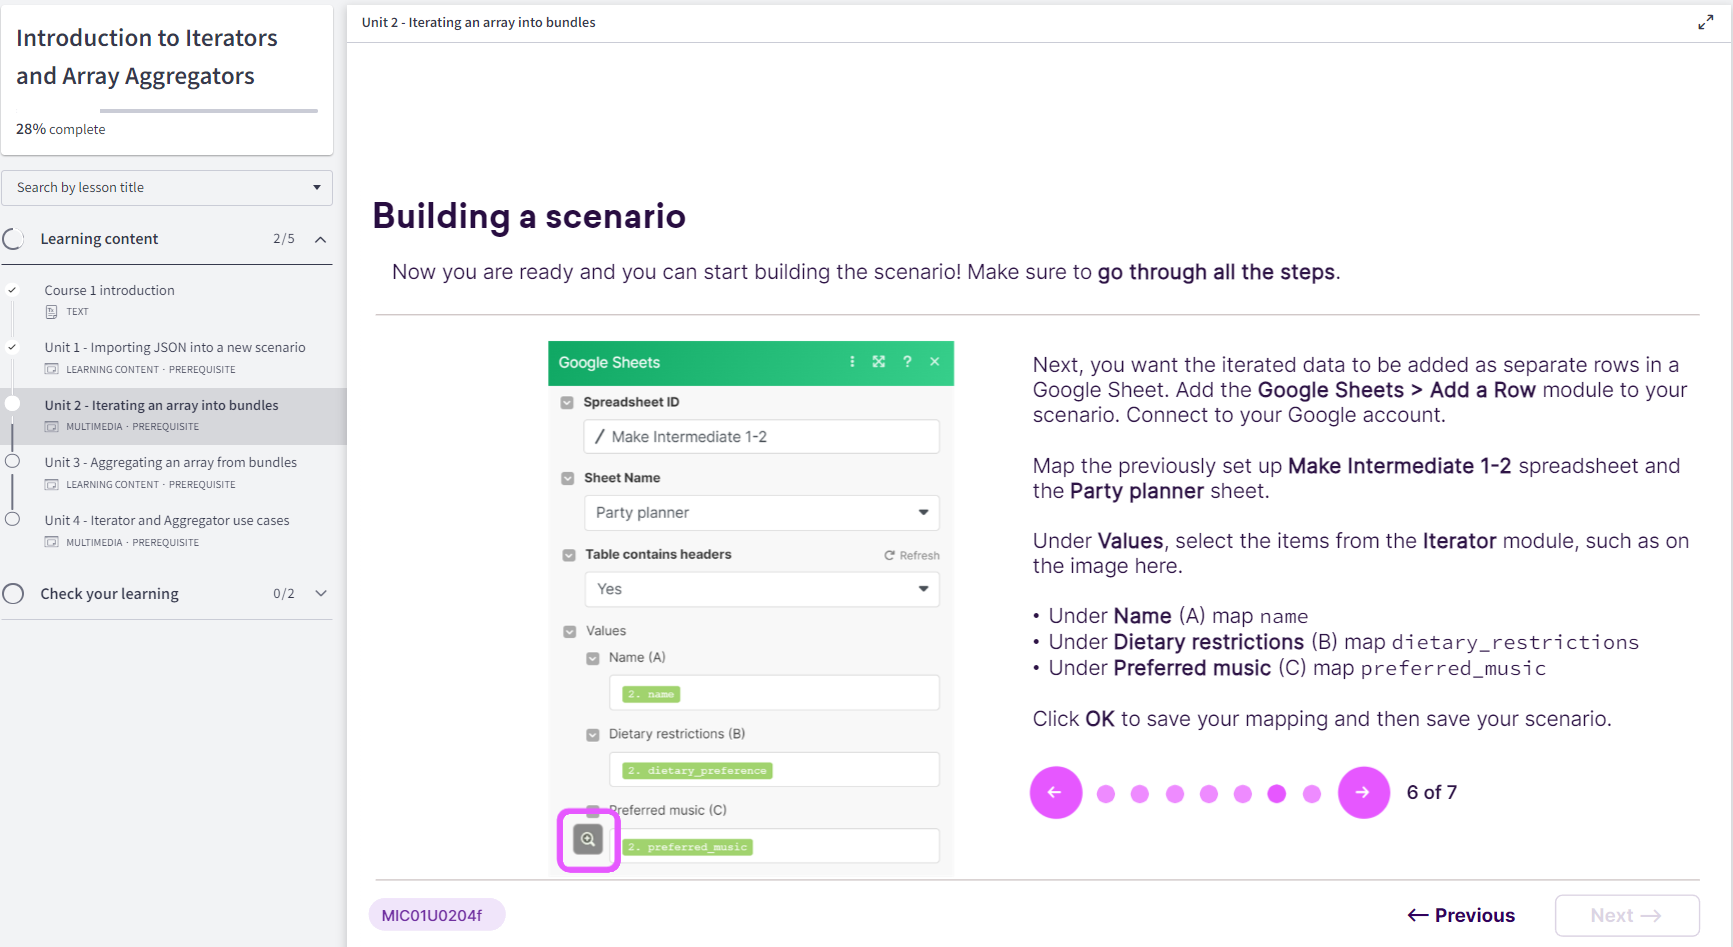 Introduction to Iterators
and Array Aggregators
28% complete
Search by lesson title
Learning content 2/5
Course 1 introduction
TEXT
Unit 1 - Importing JSON into a new scenario
LEARNING CONTENT · PREREQUISITE
Unit 2 - Iterating an array into bundles
MULTIMEDIA · PREREQUISITE
Unit 3 - Aggregating an array from bundles
LEARNING CONTENT · PREREQUISITE
Unit 4 - Iterator and Aggregator use cases
MULTIMEDIA · PREREQUISITE
Check your learning 0/2
Unit 2 - Iterating an array into bundles
Building a scenario
Now you are ready and you can start building the scenario! Make sure to go through all the steps.
Google Sheets ?
Spreadsheet ID
/ Make Intermediate 1-2
Sheet Name
Party planner
Table contains headers Refresh
Yes
Values
Name (A)
2. name
Dietary restrictions (B)
2. dietary_preference
Preferred music (C)
2. preferred_music
Next, you want the iterated data to be added as separate rows in a
Google Sheet. Add the Google Sheets > Add a Row module to your
scenario. Connect to your Google account.
Map the previously set up Make Intermediate 1-2 spreadsheet and
the Party planner sheet.
Under Values, select the items from the Iterator module, such as on
the image here.
• Under Name (A) map name
• Under Dietary restrictions (B) map dietary_restrictions
• Under Preferred music (C) map preferred_music
Click OK to save your mapping and then save your scenario.
← → 6 of 7
MIC01U0204f
← Previous
Next →